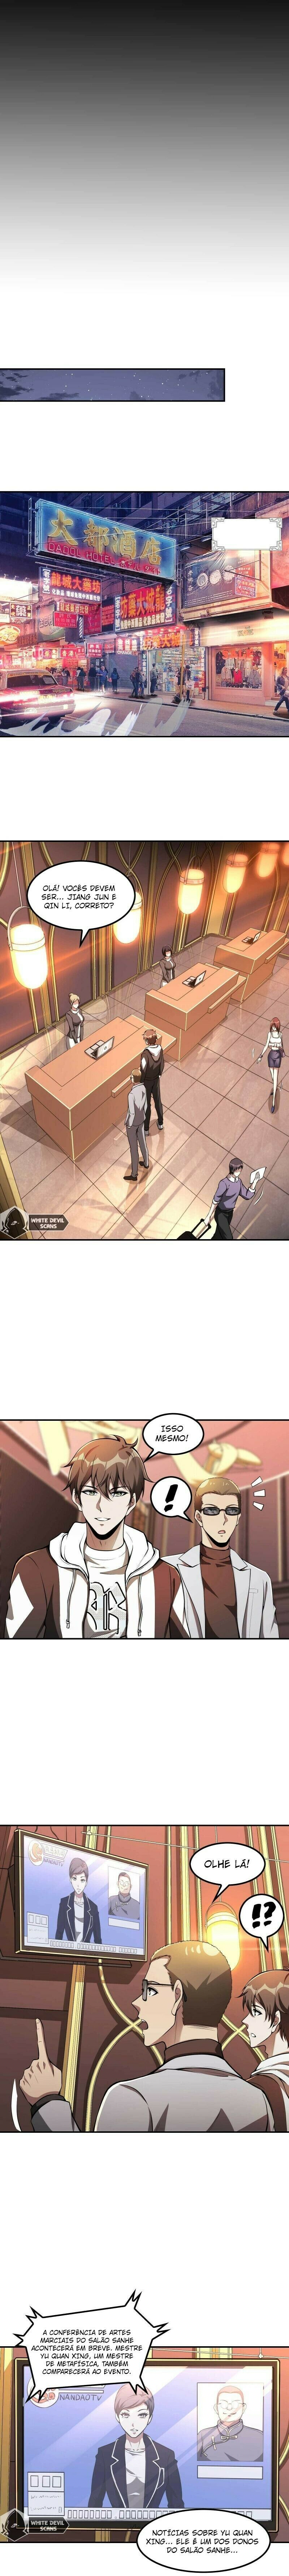 大都酒店
DAGOL HOTEL
OLÁ! VOCÊS DEVEM
SER... JIANG JUN E
QIN LI, CORRETO?
WHITE DEVIL
SCANS
ISSO
MESMO!
!
NANDAOTV
OLHE LÁ!
!?
A CONFERÊNCIA DE ARTES
MARCIAIS DO SALÃO SANHE
ACONTECERÁ EM BREVE. MESTRE
YU QUAN XING, UM MESTRE
DE METAFÍSICA, TAMBÉM
COMPARECERÁ AO EVENTO.
NANDAOTV
WHITE DEVIL
SCANS
NOTÍCIAS SOBRE YU QUAN
XING... ELE É UM DOS DONOS
DO SALÃO SANHE...